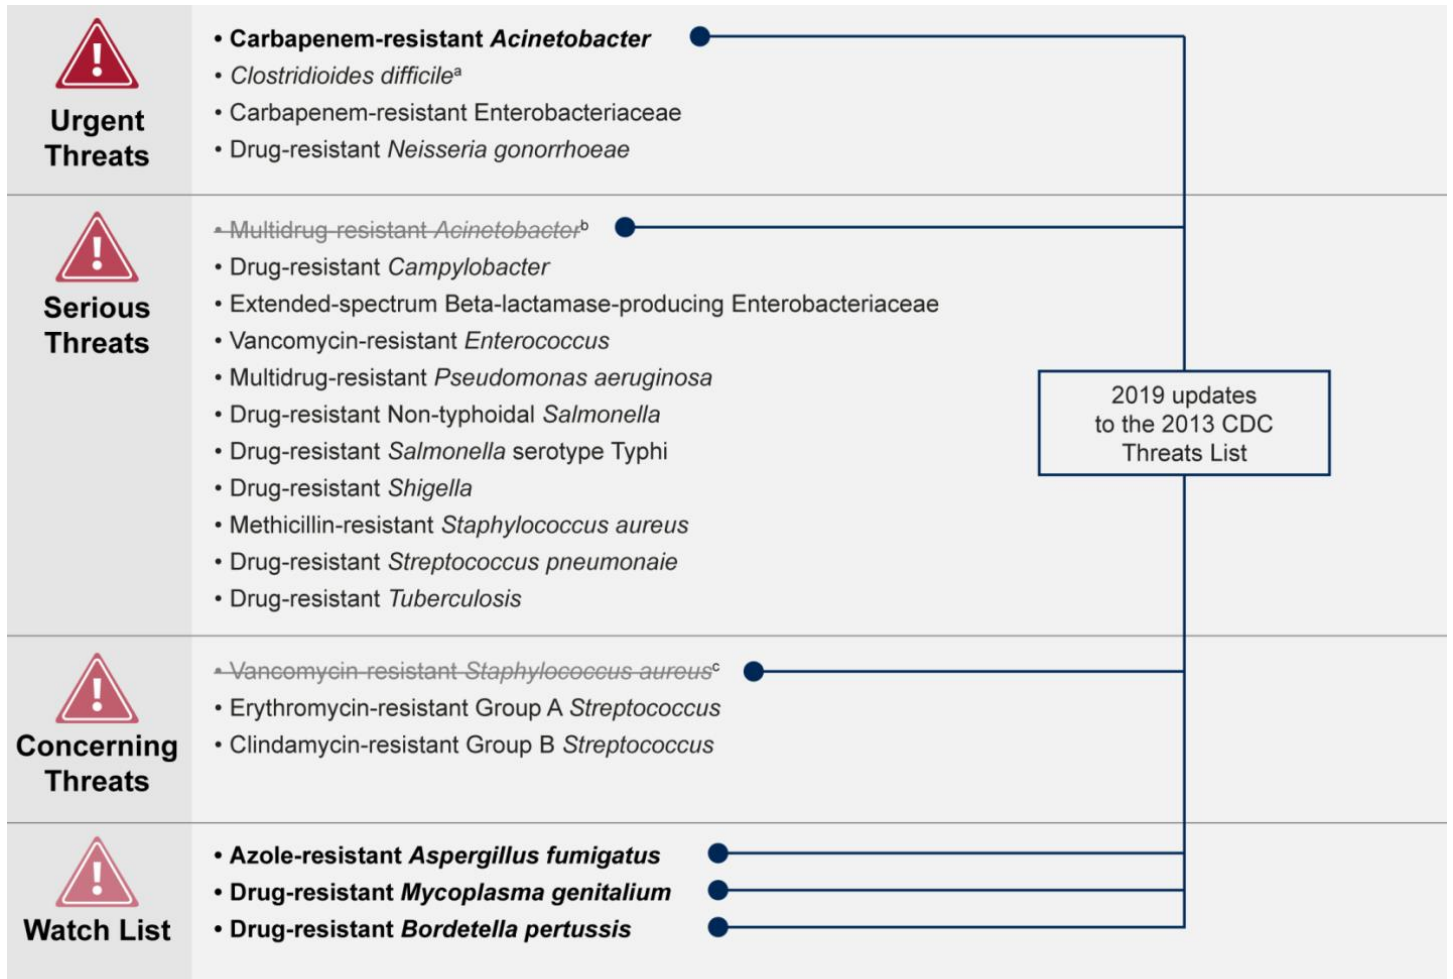 Urgent
Threats
• Carbapenem-resistant Acinetobacter
• Clostridioides difficileᵃ
• Carbapenem-resistant Enterobacteriaceae
• Drug-resistant Neisseria gonorrhoeae
Serious
Threats
• Multidrug-resistant Acinetobacterᵇ
• Drug-resistant Campylobacter
• Extended-spectrum Beta-lactamase-producing Enterobacteriaceae
• Vancomycin-resistant Enterococcus
• Multidrug-resistant Pseudomonas aeruginosa
• Drug-resistant Non-typhoidal Salmonella
• Drug-resistant Salmonella serotype Typhi
• Drug-resistant Shigella
• Methicillin-resistant Staphylococcus aureus
• Drug-resistant Streptococcus pneumonaie
• Drug-resistant Tuberculosis
2019 updates
to the 2013 CDC
Threats List
Concerning
Threats
• Vancomycin-resistant Staphylococcus aureusᶜ
• Erythromycin-resistant Group A Streptococcus
• Clindamycin-resistant Group B Streptococcus
Watch List
• Azole-resistant Aspergillus fumigatus
• Drug-resistant Mycoplasma genitalium
• Drug-resistant Bordetella pertussis